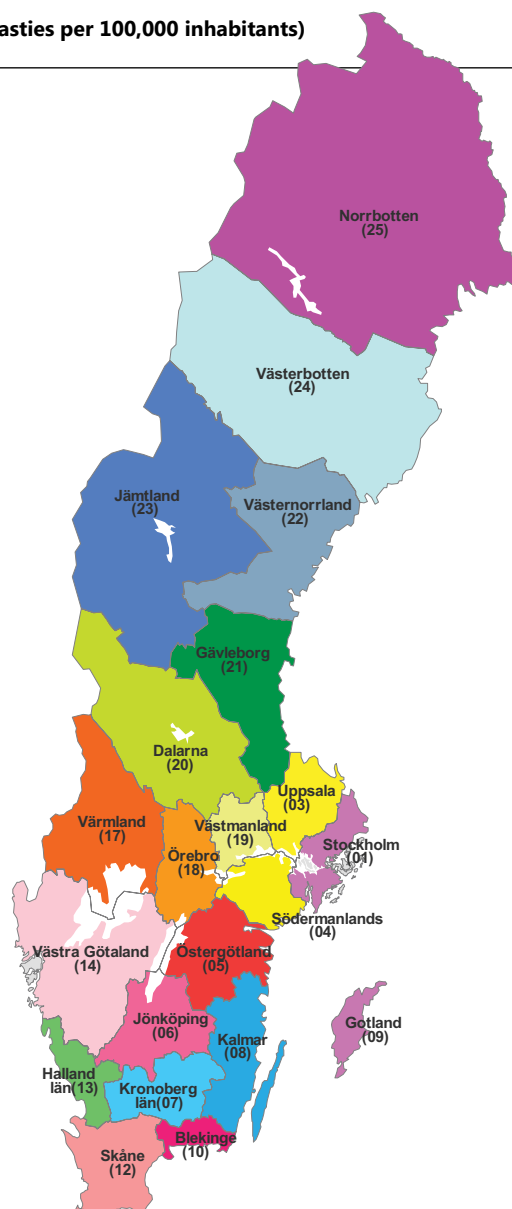 asties per 100,000 inhabitants)
Norrbotten
(25)
Västerbotten
(24)
Jämtland
(23)
Västernorrland
(22)
Gävleborg
(21)
Dalarna
(20)
Uppsala
(03)
Värmland
(17)
Västmanland
(19)
Stockholm
(01)
Örebro
(18)
Södermanlands
(04)
Västra Götaland
(14)
Östergötland
(05)
Jönköping
(06)
Gotland
(09)
Kalmar
(08)
Halland
län(13)
Kronoberg
län(07)
Blekinge
(10)
Skåne
(12)